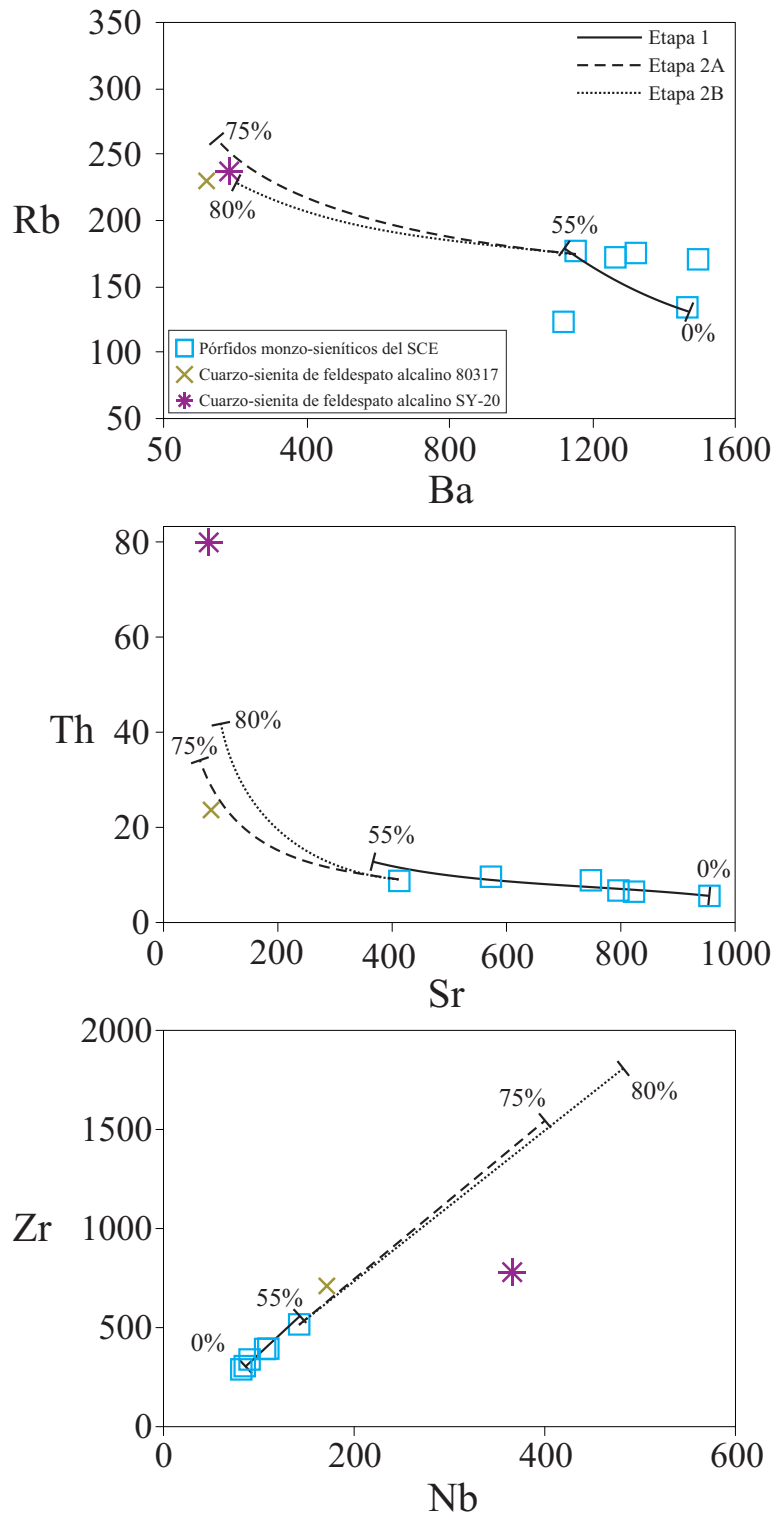 350
300
250
200
150
100
50
Rb
Etapa 1
Etapa 2A
Etapa 2B
75%
80%
55%
0%
Pórfidos monzo-sieníticos del SCE
Cuarzo-sienita de feldespato alcalino 80317
Cuarzo-sienita de feldespato alcalino SY-20
50 400 800 1200 1600
Ba
80
60
40
20
0
Th
80%
75%
55%
0%
0 200 400 600 800 1000
Sr
2000
1500
1000
500
0
Zr
75%
80%
55%
0%
0 200 400 600
Nb